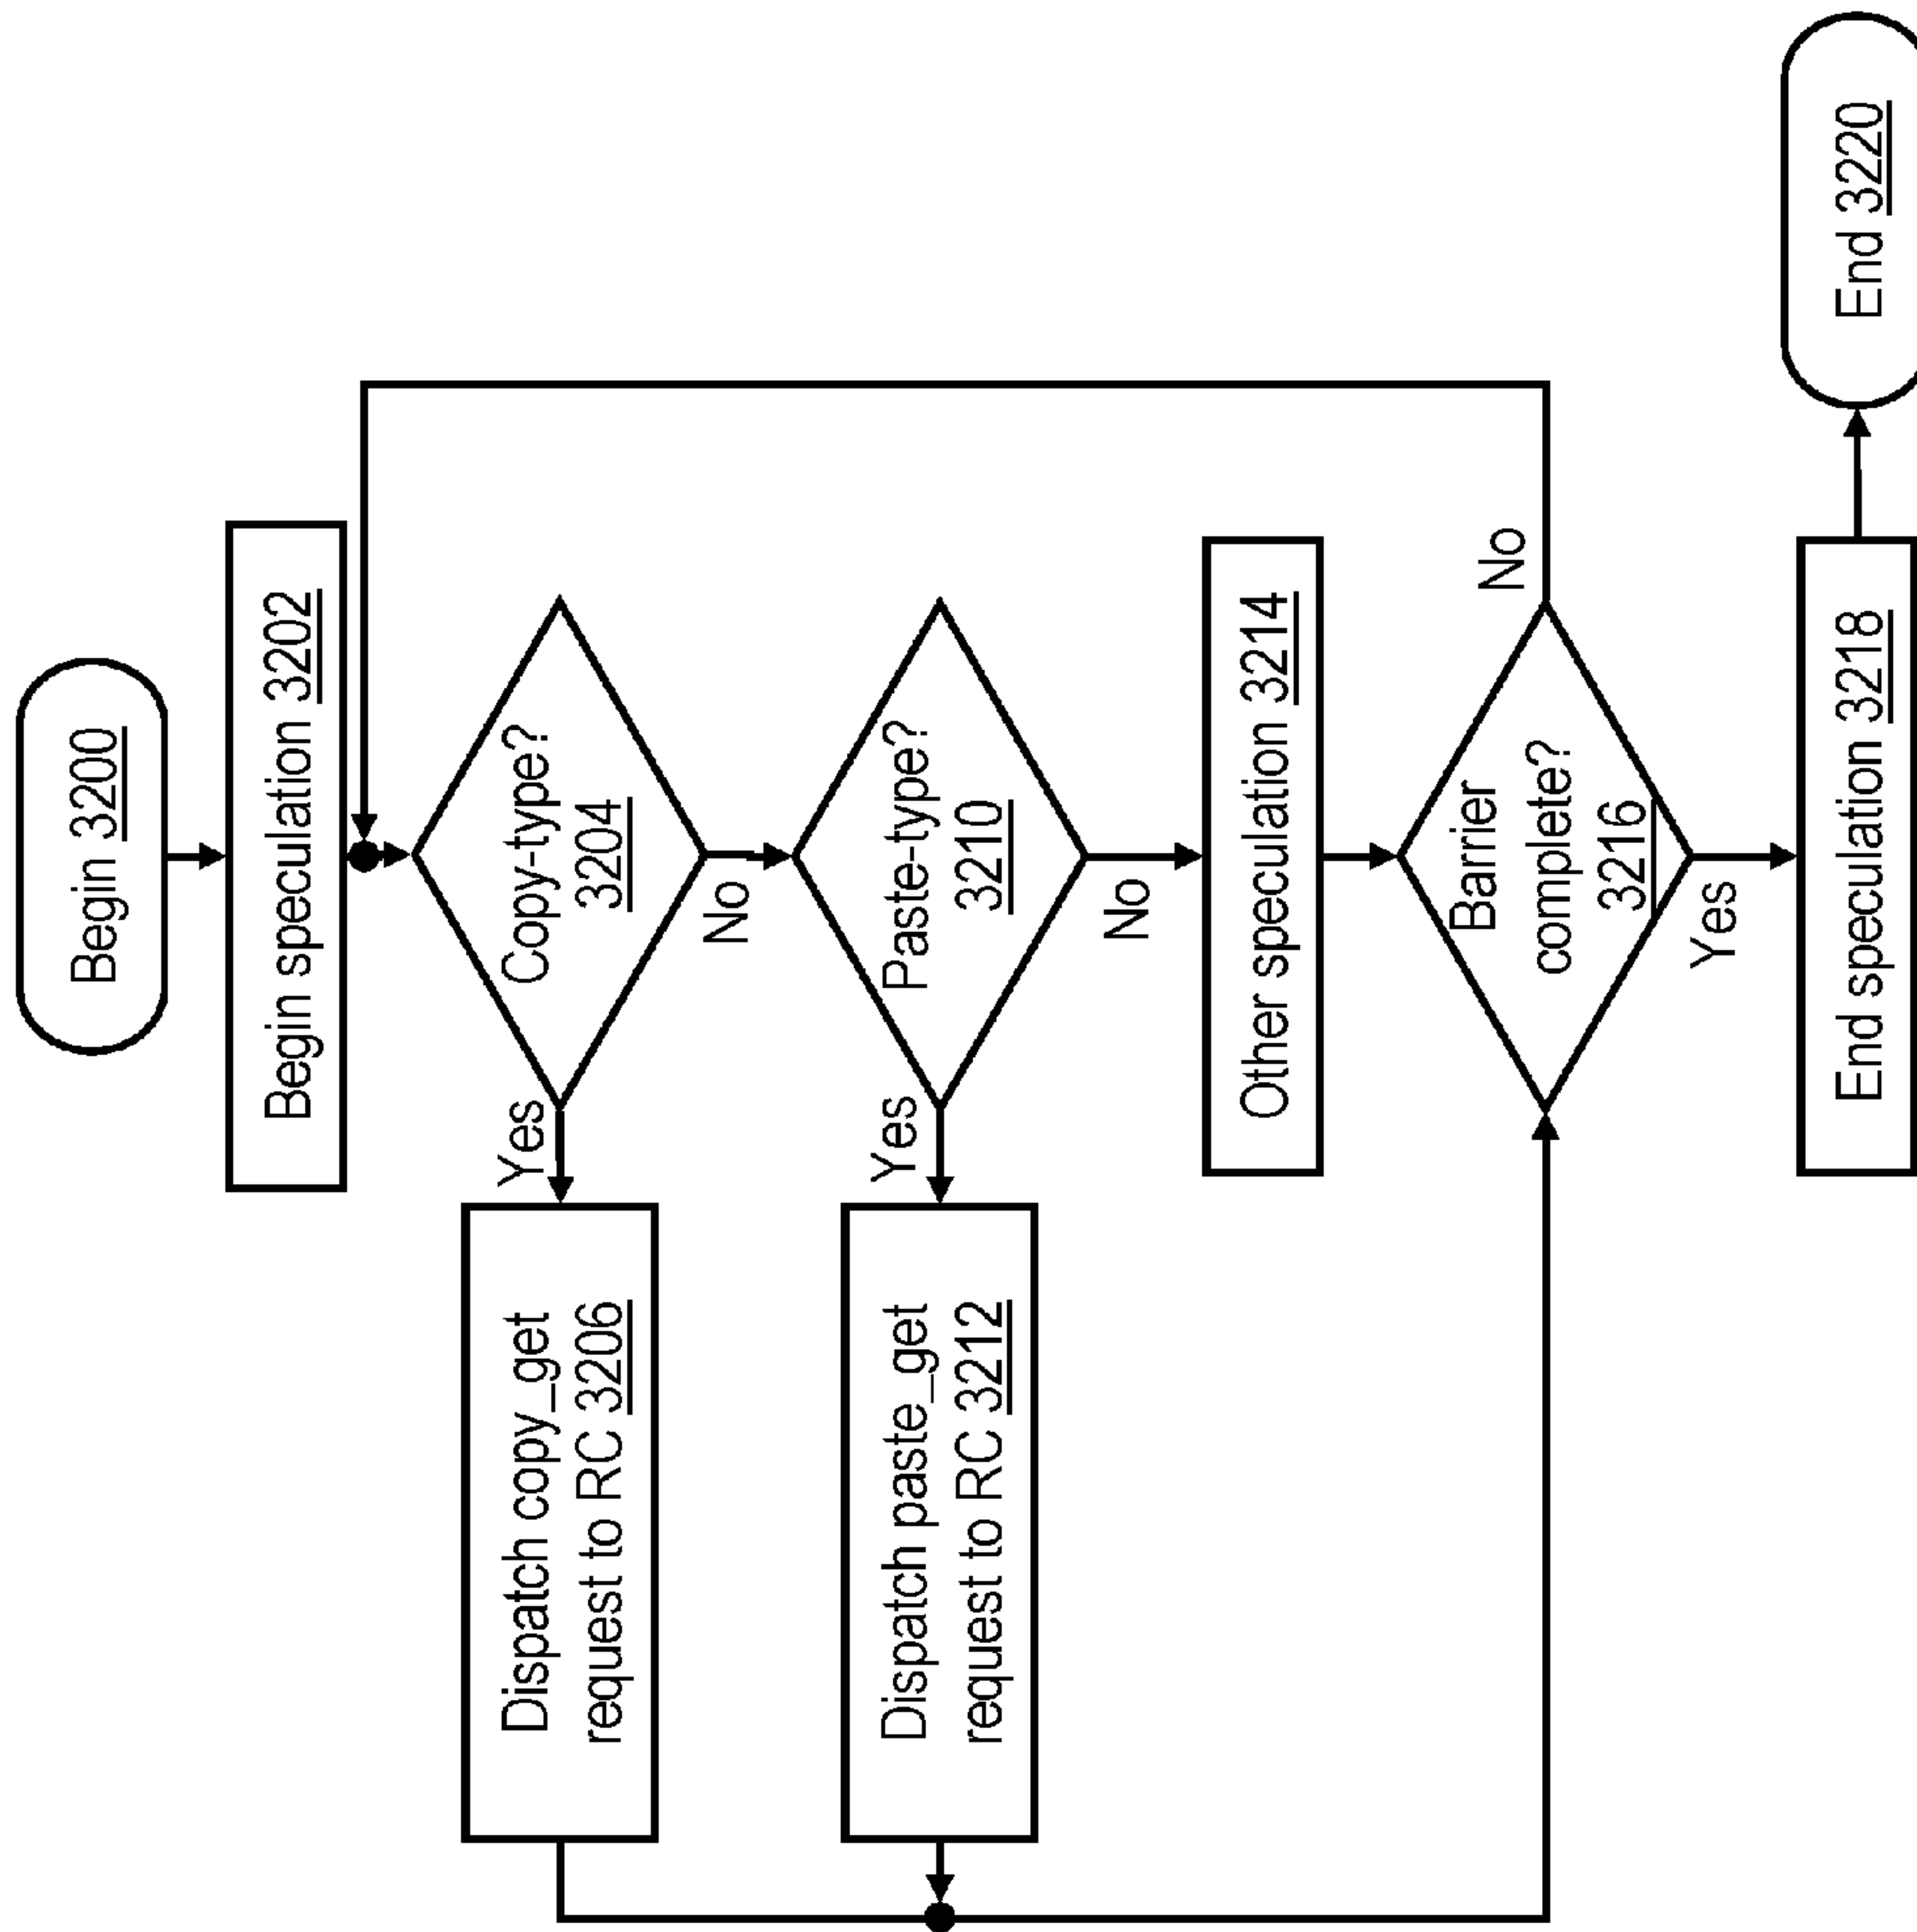 Begin 3200
Begin speculation 3202
Copy-type?
3204
Yes
No
Dispatch copy_get
request to RC 3206
Paste-type?
3210
Yes
No
Dispatch paste_get
request to RC 3212
Other speculation 3214
Barrier
complete?
3216
No
Yes
End speculation 3218
End 3220